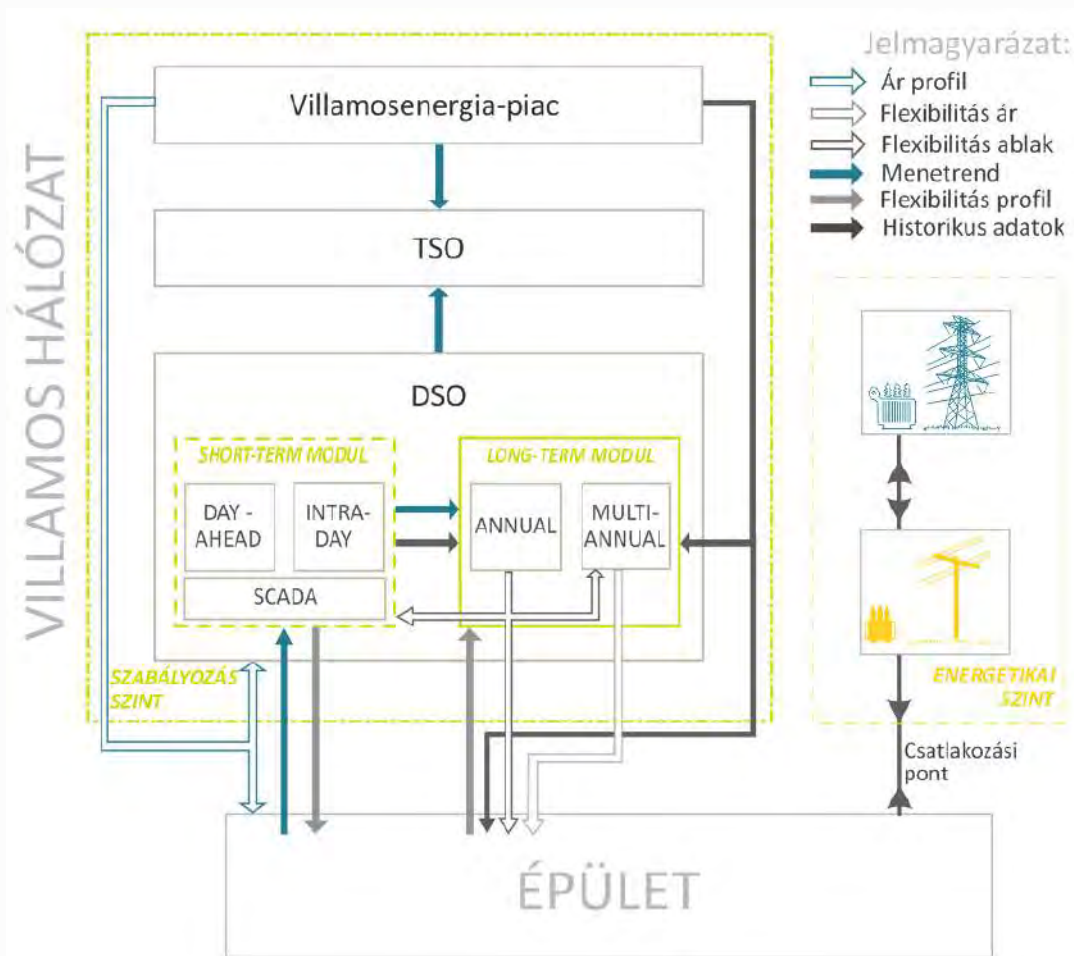 VILLAMOS HÁLÓZAT
Villamosenergia-piac
TSO
DSO
SHORT-TERM MODUL
DAY -
AHEAD
INTRA-
DAY
SCADA
LONG-TERM MODUL
ANNUAL
MULTI-
ANNUAL
SZABÁLYOZÁS
SZINT
Jelmagyarázat:
Ár profil
Flexibilitás ár
Flexibilitás ablak
Menetrend
Flexibilitás profil
Historikus adatok
ENERGETIKAI
SZINT
Csatlakozási
pont
ÉPÜLET